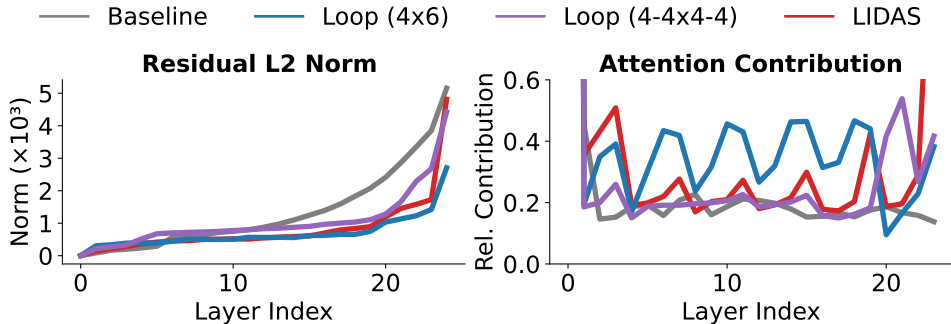 Baseline Loop (4x6) Loop (4-4x4-4) LIDAS
Residual L2 Norm
Norm (×10³)
5
4
3
2
1
0
0 10 20
Layer Index
Attention Contribution
Rel. Contribution
0.6
0.4
0.2
0.0
0 10 20
Layer Index